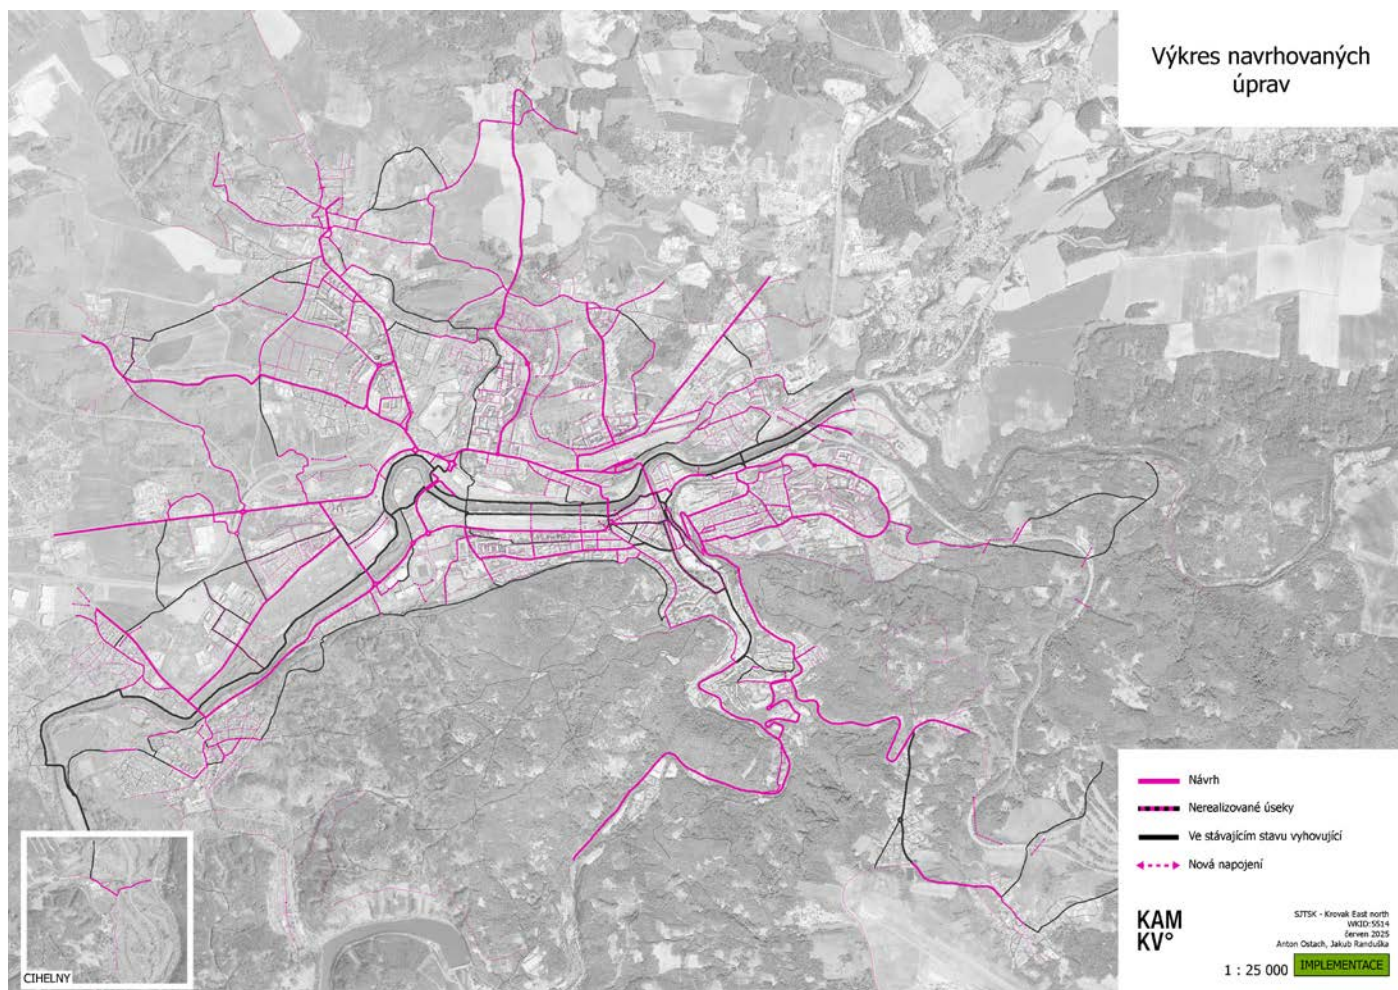 Výkres navrhovaných
úprav
Návrh
Nerealizované úseky
Ve stávajícím stavu vyhovující
Nová napojení
KAM
KV°
SJTSK - Krovak East north
WKID:5514
červen 2025
Anton Ostach, Jakub Randuška
1 : 25 000
IMPLEMENTACE
CIHELNY